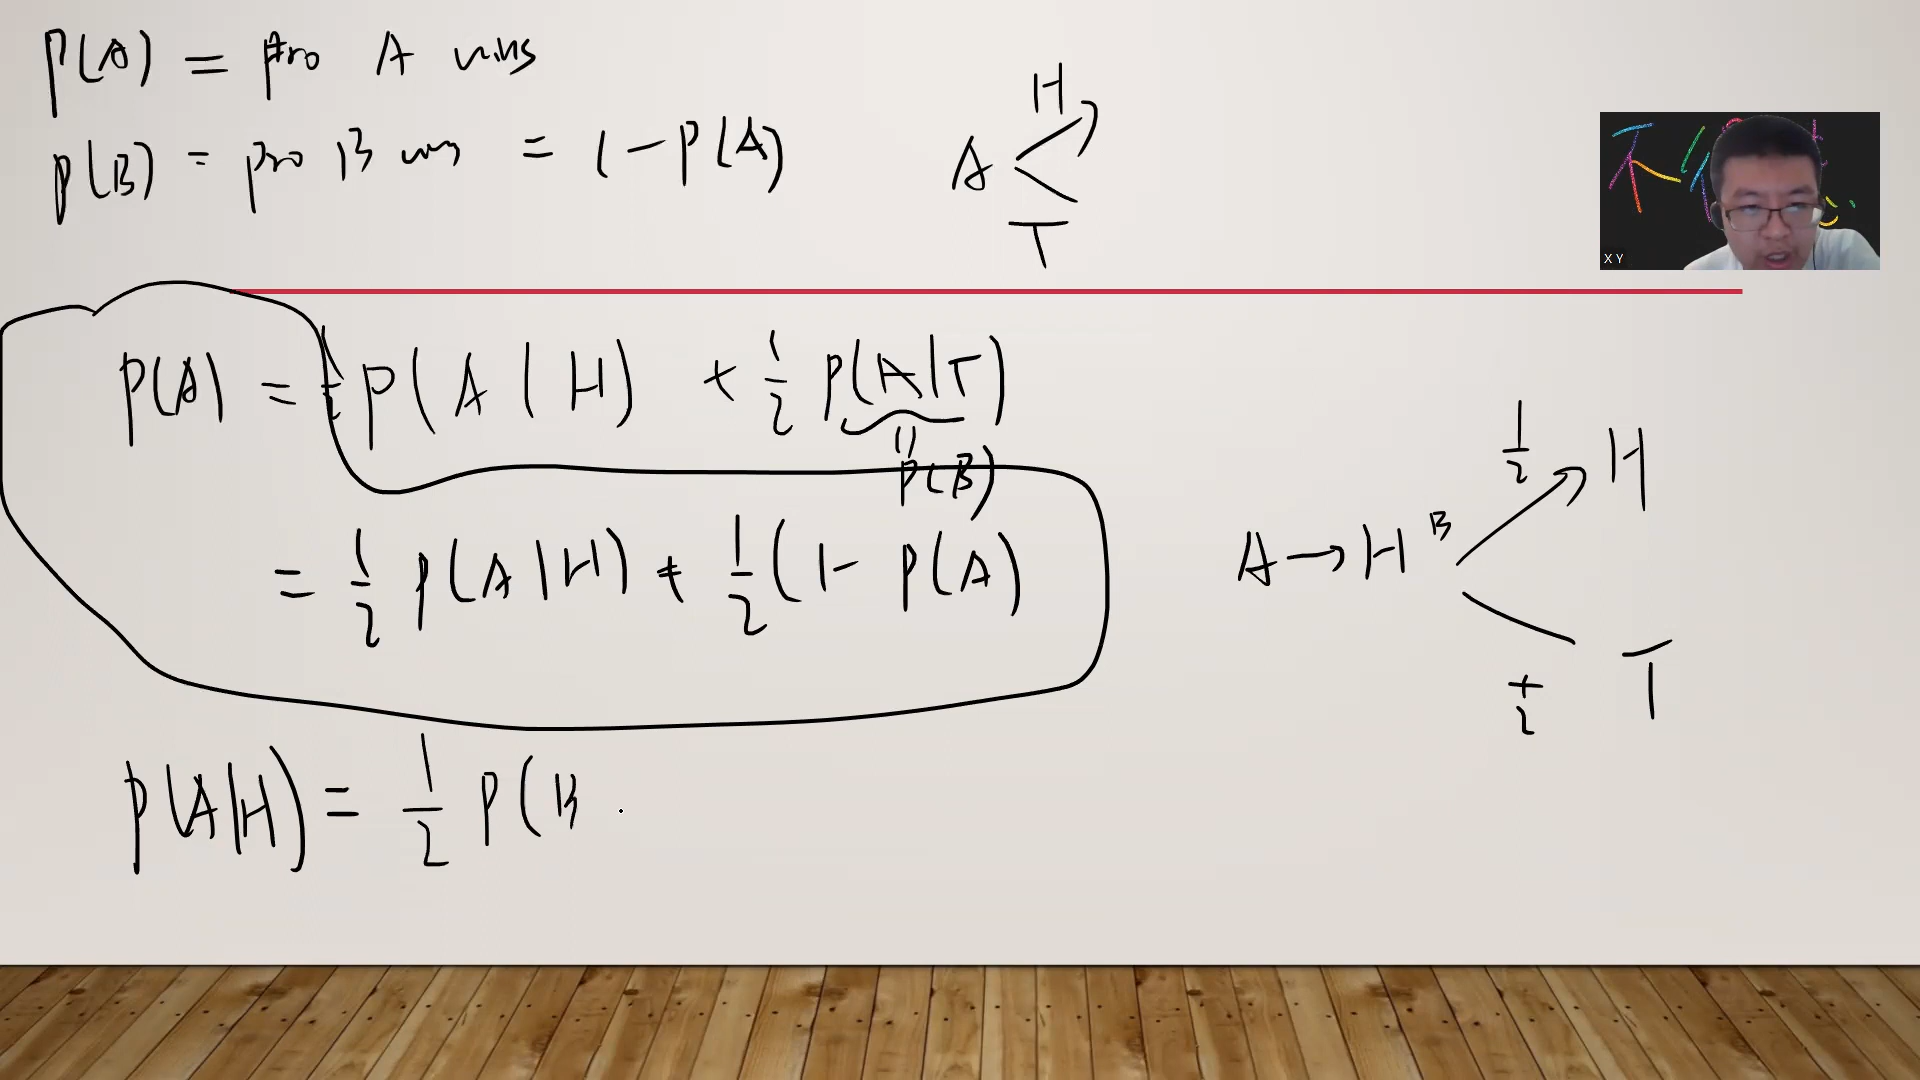 P(A) = pro A wins
P(B) = pro B wins = 1 - P(A)
H
A
T
X Y
P(A) = 1/2 P(A|H) + 1/2 P(A|T)
P(B)
= 1/2 P(A|H) + 1/2 (1 - P(A)
1/2 H
A → H B
1/2 T
P(A|H) = 1/2 P(B